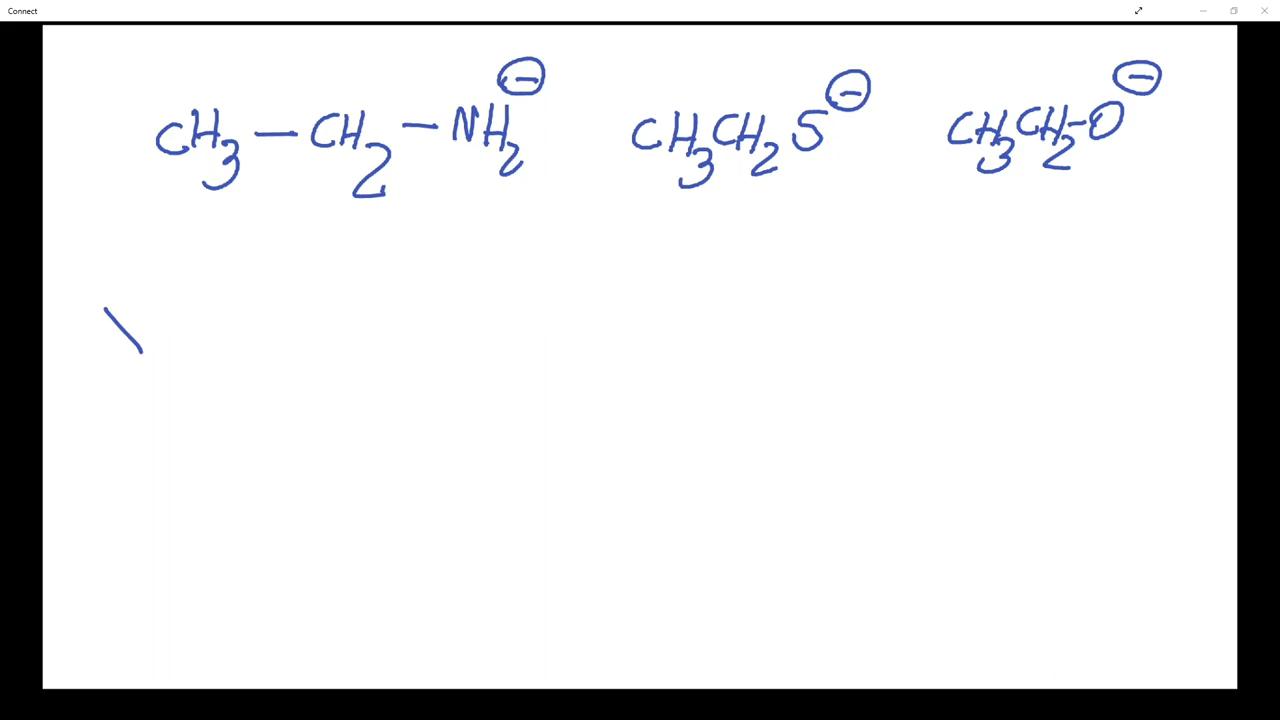 Connect
CH₃ — CH₂ — NH₂⊖ CH₃CH₂S⊖ CH₃CH₂-O⊖